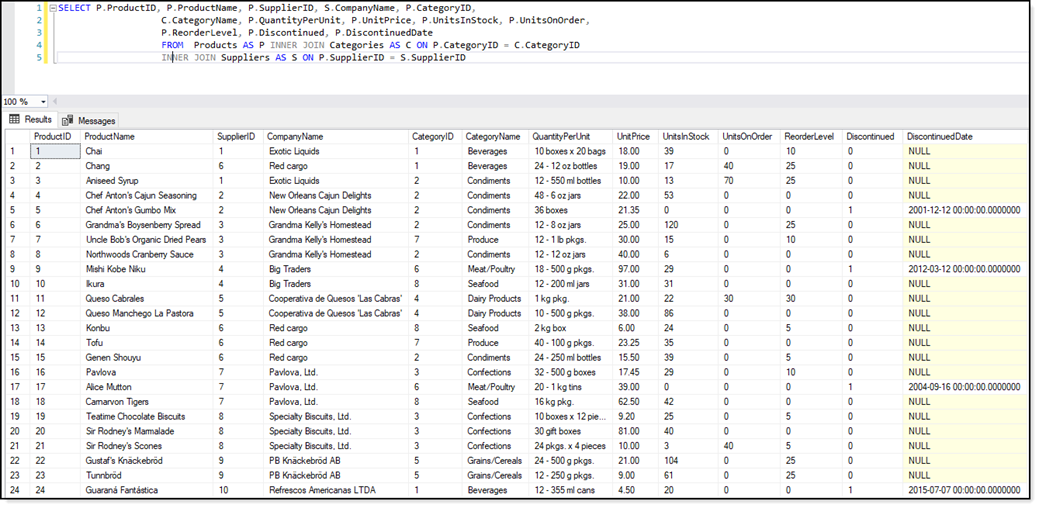 1 SELECT P.ProductID, P.ProductName, P.SupplierID, S.CompanyName, P.CategoryID,
2 C.CategoryName, P.QuantityPerUnit, P.UnitPrice, P.UnitsInStock, P.UnitsOnOrder,
3 P.ReorderLevel, P.Discontinued, P.DiscontinuedDate
4 FROM Products AS P INNER JOIN Categories AS C ON P.CategoryID = C.CategoryID
5 INNER JOIN Suppliers AS S ON P.SupplierID = S.SupplierID
100 %
Results Messages
ProductID ProductName SupplierID CompanyName CategoryID CategoryName QuantityPerUnit UnitPrice UnitsInStock UnitsOnOrder ReorderLevel Discontinued DiscontinuedDate
1 1 Chai 1 Exotic Liquids 1 Beverages 10 boxes x 20 bags 18.00 39 0 10 0 NULL
2 2 Chang 6 Red cargo 1 Beverages 24 - 12 oz bottles 19.00 17 40 25 0 NULL
3 3 Aniseed Syrup 1 Exotic Liquids 2 Condiments 12 - 550 ml bottles 10.00 13 70 25 0 NULL
4 4 Chef Anton's Cajun Seasoning 2 New Orleans Cajun Delights 2 Condiments 48 - 6 oz jars 22.00 53 0 0 0 NULL
5 5 Chef Anton's Gumbo Mix 2 New Orleans Cajun Delights 2 Condiments 36 boxes 21.35 0 0 0 1 2001-12-12 00:00:00.0000000
6 6 Grandma's Boysenberry Spread 3 Grandma Kelly's Homestead 2 Condiments 12 - 8 oz jars 25.00 120 0 25 0 NULL
7 7 Uncle Bob's Organic Dried Pears 3 Grandma Kelly's Homestead 7 Produce 12 - 1 lb pkgs. 30.00 15 0 10 0 NULL
8 8 Northwoods Cranberry Sauce 3 Grandma Kelly's Homestead 2 Condiments 12 - 12 oz jars 40.00 6 0 0 0 NULL
9 9 Mishi Kobe Niku 4 Big Traders 6 Meat/Poultry 18 - 500 g pkgs. 97.00 29 0 0 1 2012-03-12 00:00:00.0000000
10 10 Ikura 4 Big Traders 8 Seafood 12 - 200 ml jars 31.00 31 0 0 0 NULL
11 11 Queso Cabrales 5 Cooperativa de Quesos 'Las Cabras' 4 Dairy Products 1 kg pkg. 21.00 22 30 30 0 NULL
12 12 Queso Manchego La Pastora 5 Cooperativa de Quesos 'Las Cabras' 4 Dairy Products 10 - 500 g pkgs. 38.00 86 0 0 0 NULL
13 13 Konbu 6 Red cargo 8 Seafood 2 kg box 6.00 24 0 5 0 NULL
14 14 Tofu 6 Red cargo 7 Produce 40 - 100 g pkgs. 23.25 35 0 0 0 NULL
15 15 Genen Shouyu 6 Red cargo 2 Condiments 24 - 250 ml bottles 15.50 39 0 5 0 NULL
16 16 Pavlova 7 Pavlova, Ltd. 3 Confections 32 - 500 g boxes 17.45 29 0 10 0 NULL
17 17 Alice Mutton 7 Pavlova, Ltd. 6 Meat/Poultry 20 - 1 kg tins 39.00 0 0 0 1 2004-09-16 00:00:00.0000000
18 18 Carnarvon Tigers 7 Pavlova, Ltd. 8 Seafood 16 kg pkg. 62.50 42 0 0 0 NULL
19 19 Teatime Chocolate Biscuits 8 Specialty Biscuits, Ltd. 3 Confections 10 boxes x 12 pie... 9.20 25 0 5 0 NULL
20 20 Sir Rodney's Marmalade 8 Specialty Biscuits, Ltd. 3 Confections 30 gift boxes 81.00 40 0 0 0 NULL
21 21 Sir Rodney's Scones 8 Specialty Biscuits, Ltd. 3 Confections 24 pkgs. x 4 pieces 10.00 3 40 5 0 NULL
22 22 Gustaf's Knäckebröd 9 PB Knäckebröd AB 5 Grains/Cereals 24 - 500 g pkgs. 21.00 104 0 25 0 NULL
23 23 Tunnbröd 9 PB Knäckebröd AB 5 Grains/Cereals 12 - 250 g pkgs. 9.00 61 0 25 0 NULL
24 24 Guaraná Fantástica 10 Refrescos Americanas LTDA 1 Beverages 12 - 355 ml cans 4.50 20 0 0 1 2015-07-07 00:00:00.0000000